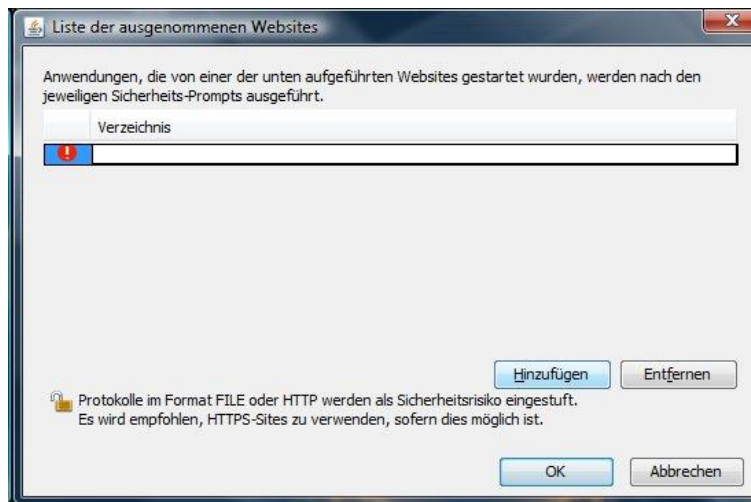 Liste der ausgenommenen Websites
Anwendungen, die von einer der unten aufgeführten Websites gestartet wurden, werden nach den
jeweiligen Sicherheits-Prompts ausgeführt.
Verzeichnis
Hinzufügen
Entfernen
Protokolle im Format FILE oder HTTP werden als Sicherheitsrisiko eingestuft.
Es wird empfohlen, HTTPS-Sites zu verwenden, sofern dies möglich ist.
OK
Abbrechen